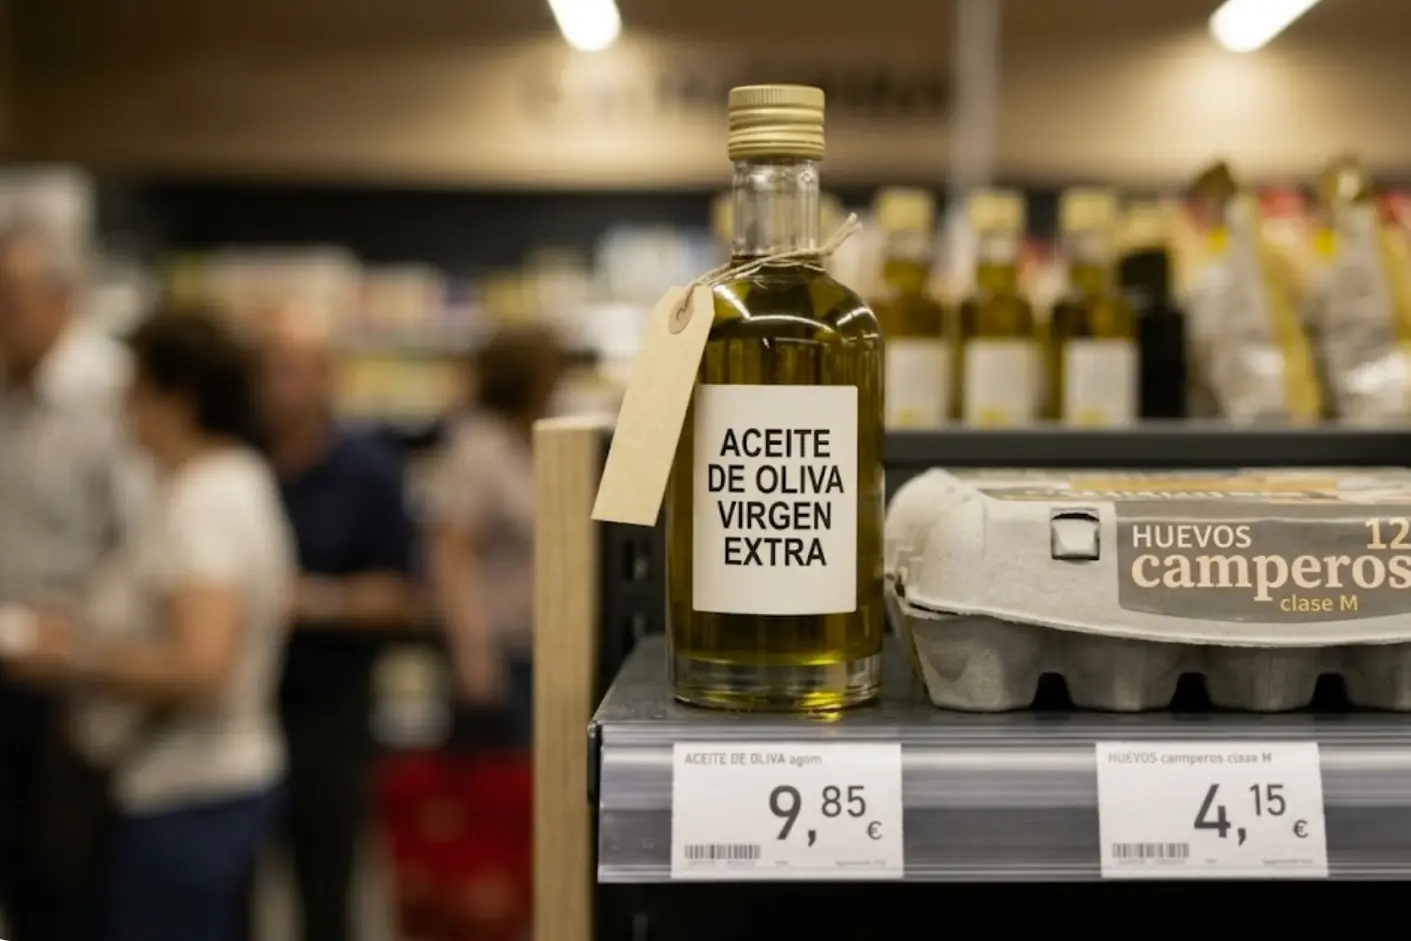 ACEITE
DE OLIVA
VIRGEN
EXTRA
HUEVOS 12
camperos
clase M
ACEITE DE OLIVA agom
9,85 €
HUEVOS camperos clase M
4,15 €